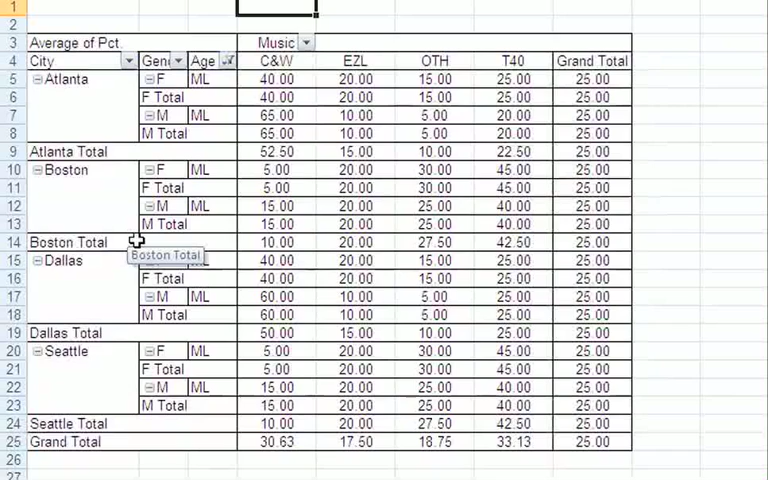 1
2
3 Average of Pct. Music
4 City Gen Age C&W EZL OTH T40 Grand Total
5 Atlanta F ML 40.00 20.00 15.00 25.00 25.00
6 F Total 40.00 20.00 15.00 25.00 25.00
7 M ML 65.00 10.00 5.00 20.00 25.00
8 M Total 65.00 10.00 5.00 20.00 25.00
9 Atlanta Total 52.50 15.00 10.00 22.50 25.00
10 Boston F ML 5.00 20.00 30.00 45.00 25.00
11 F Total 5.00 20.00 30.00 45.00 25.00
12 M ML 15.00 20.00 25.00 40.00 25.00
13 M Total 15.00 20.00 25.00 40.00 25.00
14 Boston Total 10.00 20.00 27.50 42.50 25.00
Boston Total
15 Dallas ML 40.00 20.00 15.00 25.00 25.00
16 F Total 40.00 20.00 15.00 25.00 25.00
17 M ML 60.00 10.00 5.00 25.00 25.00
18 M Total 60.00 10.00 5.00 25.00 25.00
19 Dallas Total 50.00 15.00 10.00 25.00 25.00
20 Seattle F ML 5.00 20.00 30.00 45.00 25.00
21 F Total 5.00 20.00 30.00 45.00 25.00
22 M ML 15.00 20.00 25.00 40.00 25.00
23 M Total 15.00 20.00 25.00 40.00 25.00
24 Seattle Total 10.00 20.00 27.50 42.50 25.00
25 Grand Total 30.63 17.50 18.75 33.13 25.00
26
27